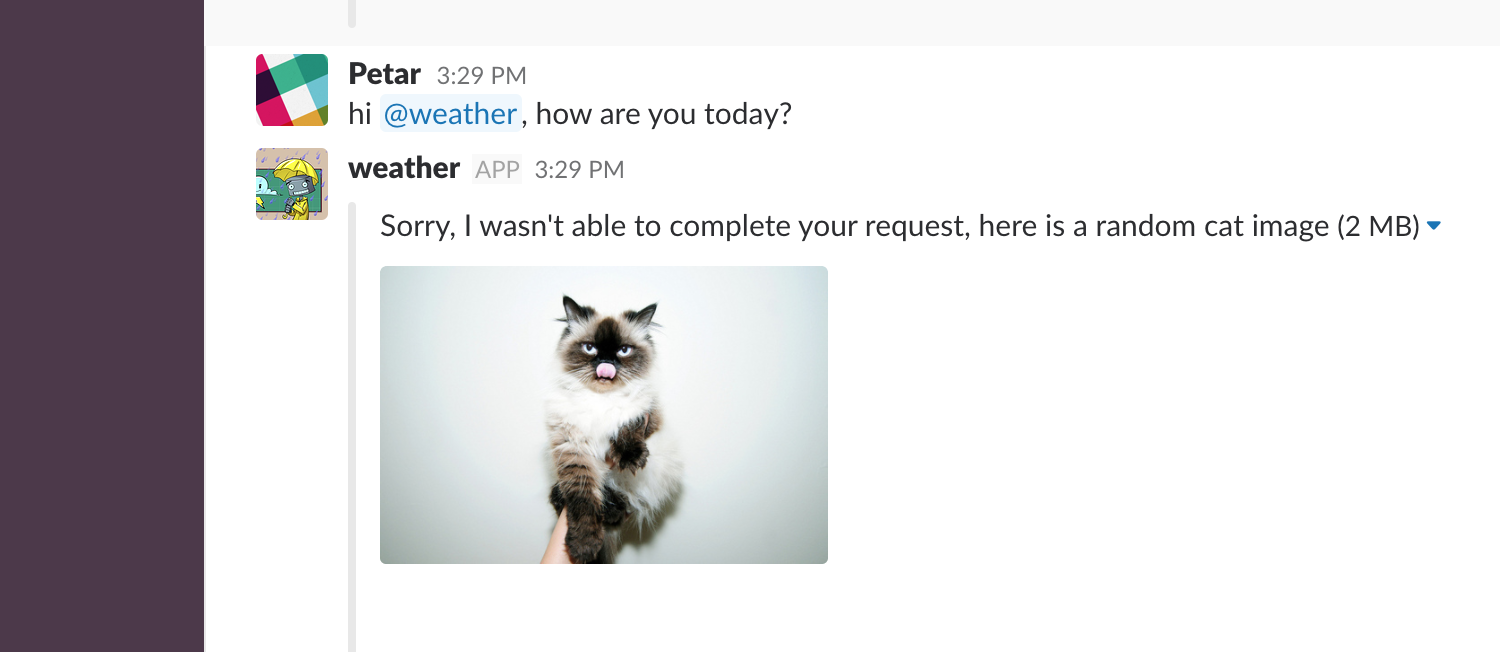 Petar 3:29 PM
hi @weather, how are you today?
weather APP 3:29 PM
Sorry, I wasn't able to complete your request, here is a random cat image (2 MB)